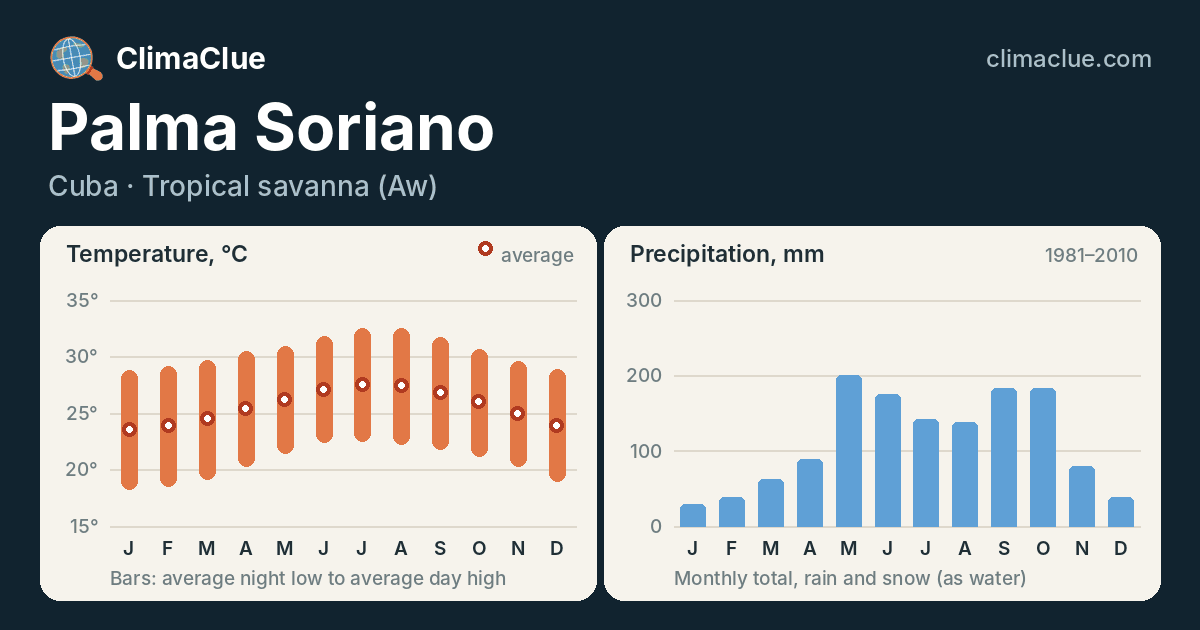 ClimaClue
climaclue.com
Palma Soriano
Cuba · Tropical savanna (Aw)
Temperature, °C
average
35°
30°
25°
20°
15°
J F M A M J J A S O N D
Bars: average night low to average day high
Precipitation, mm
1981–2010
300
200
100
0
J F M A M J J A S O N D
Monthly total, rain and snow (as water)